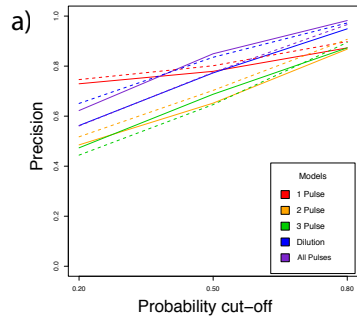 a)
Precision
1.0
0.8
0.6
0.4
0.2
0.0
Models
1 Pulse
2 Pulse
3 Pulse
Dilution
All Pulses
0.20
0.50
0.80
Probability cut-off